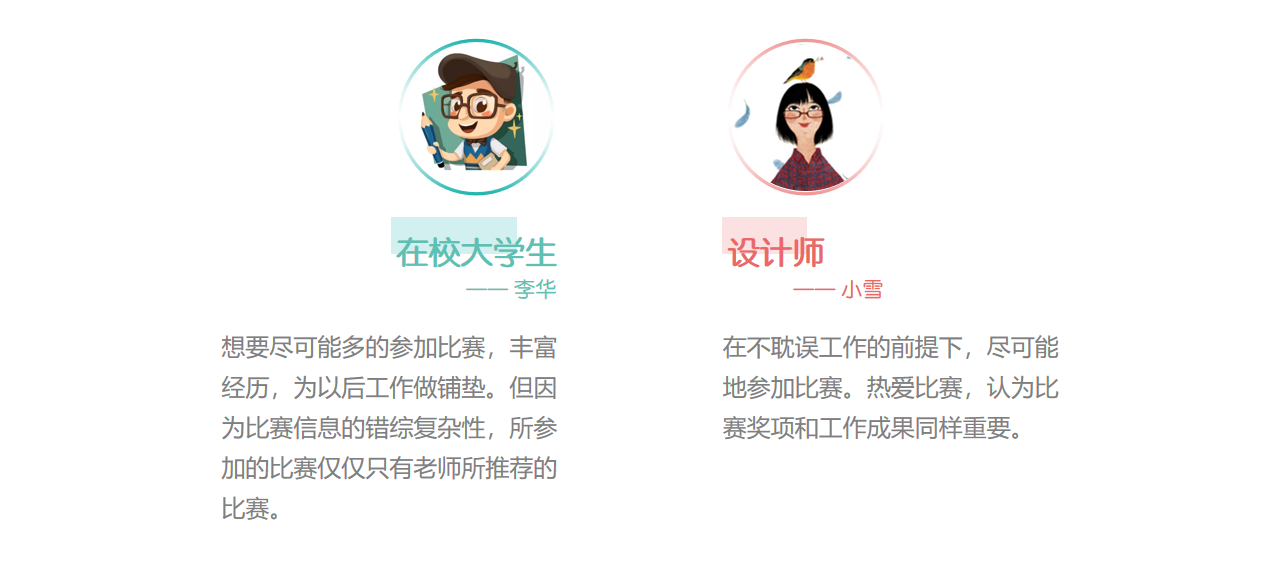 在校大学生
—— 李华
想要尽可能多的参加比赛，丰富
经历，为以后工作做铺垫。但因
为比赛信息的错综复杂性，所参
加的比赛仅仅只有老师所推荐的
比赛。
设计师
—— 小雪
在不耽误工作的前提下，尽可能
地参加比赛。热爱比赛，认为比
赛奖项和工作成果同样重要。